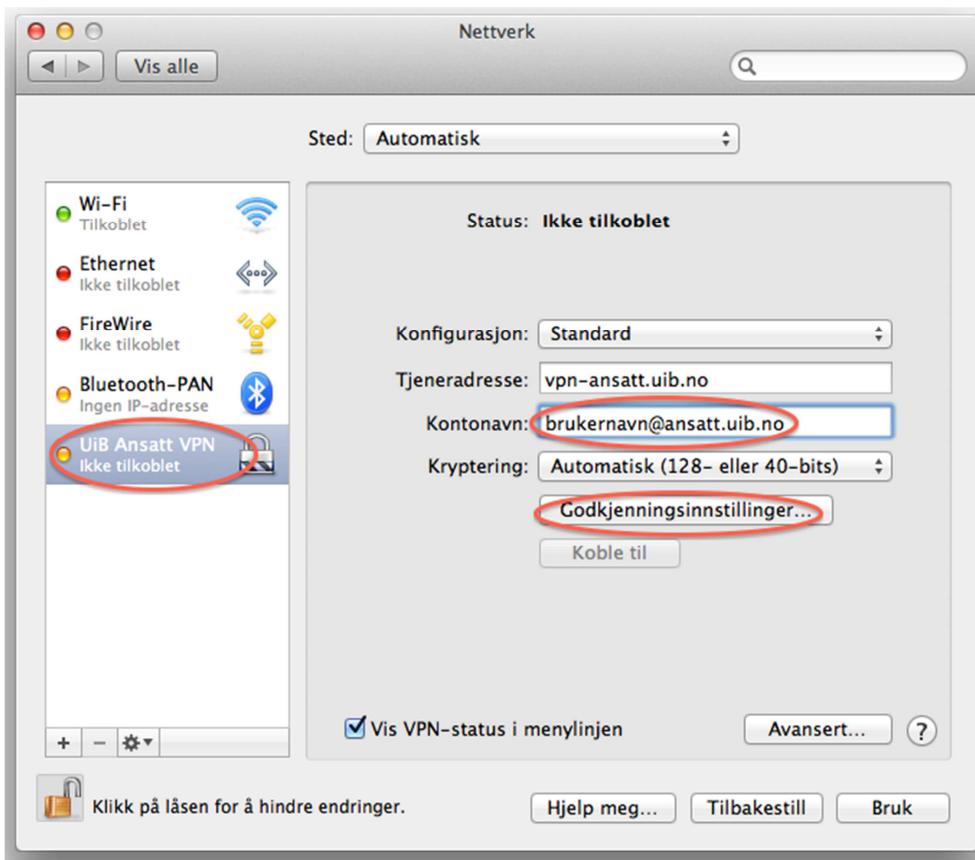 Nettverk
Vis alle
Sted: Automatisk
Wi-Fi
Tilkoblet
Ethernet
Ikke tilkoblet
FireWire
Ikke tilkoblet
Bluetooth-PAN
Ingen IP-adresse
UiB Ansatt VPN
Ikke tilkoblet
Status: Ikke tilkoblet
Konfigurasjon: Standard
Tjeneradresse: vpn-ansatt.uib.no
Kontonavn: brukernavn@ansatt.uib.no
Kryptering: Automatisk (128- eller 40-bits)
Godkjenningsinnstillinger...
Koble til
Vis VPN-status i menylinjen
Avansert...
?
Klikk på låsen for å hindre endringer.
Hjelp meg...
Tilbakestill
Bruk